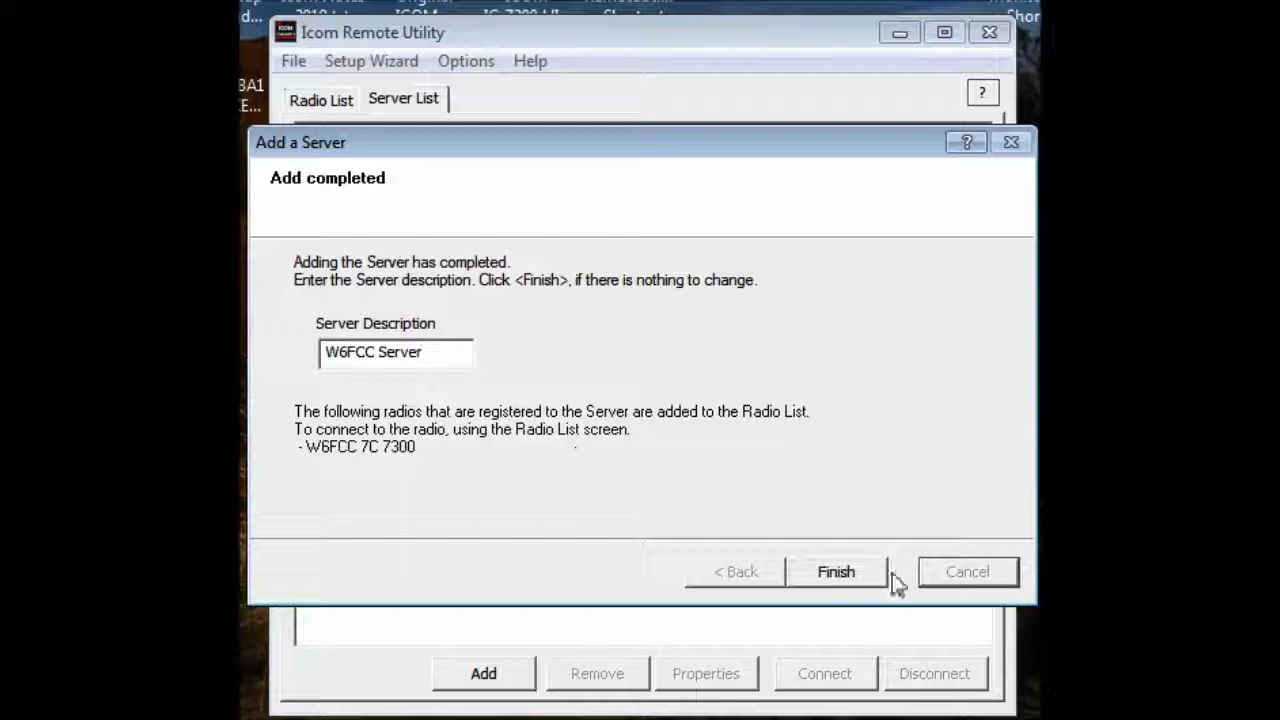 Icom Remote Utility
File Setup Wizard Options Help
Radio List Server List
?
Add a Server
?
Add completed
Adding the Server has completed.
Enter the Server description. Click <Finish>, if there is nothing to change.
Server Description
W6FCC Server
The following radios that are registered to the Server are added to the Radio List.
To connect to the radio, using the Radio List screen.
- W6FCC 7C 7300
< Back Finish Cancel
Add Remove Properties Connect Disconnect